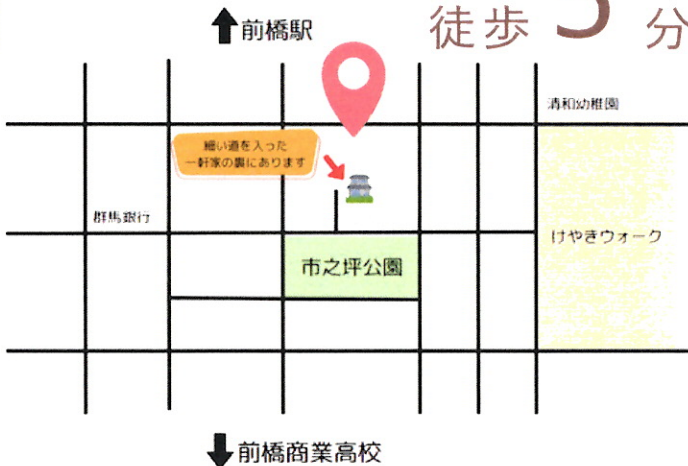 前橋駅
徒歩 分
清和幼稚園
細い道を入った
一軒家の裏にあります
群馬銀行
けやきウォーク
市之坪公園
前橋商業高校